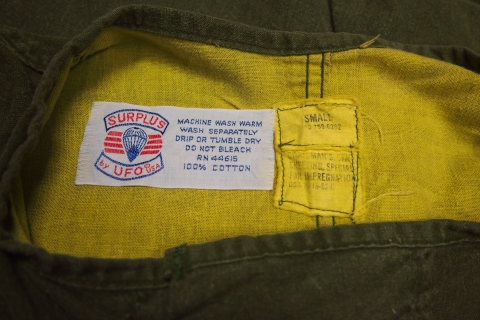 SURPLUS
by UFO USA
MACHINE WASH WARM
WASH SEPARATELY
DRIP OR TUMBLE DRY
DO NOT BLEACH
RN 44615
100% COTTON
SMALL
SPECIAL